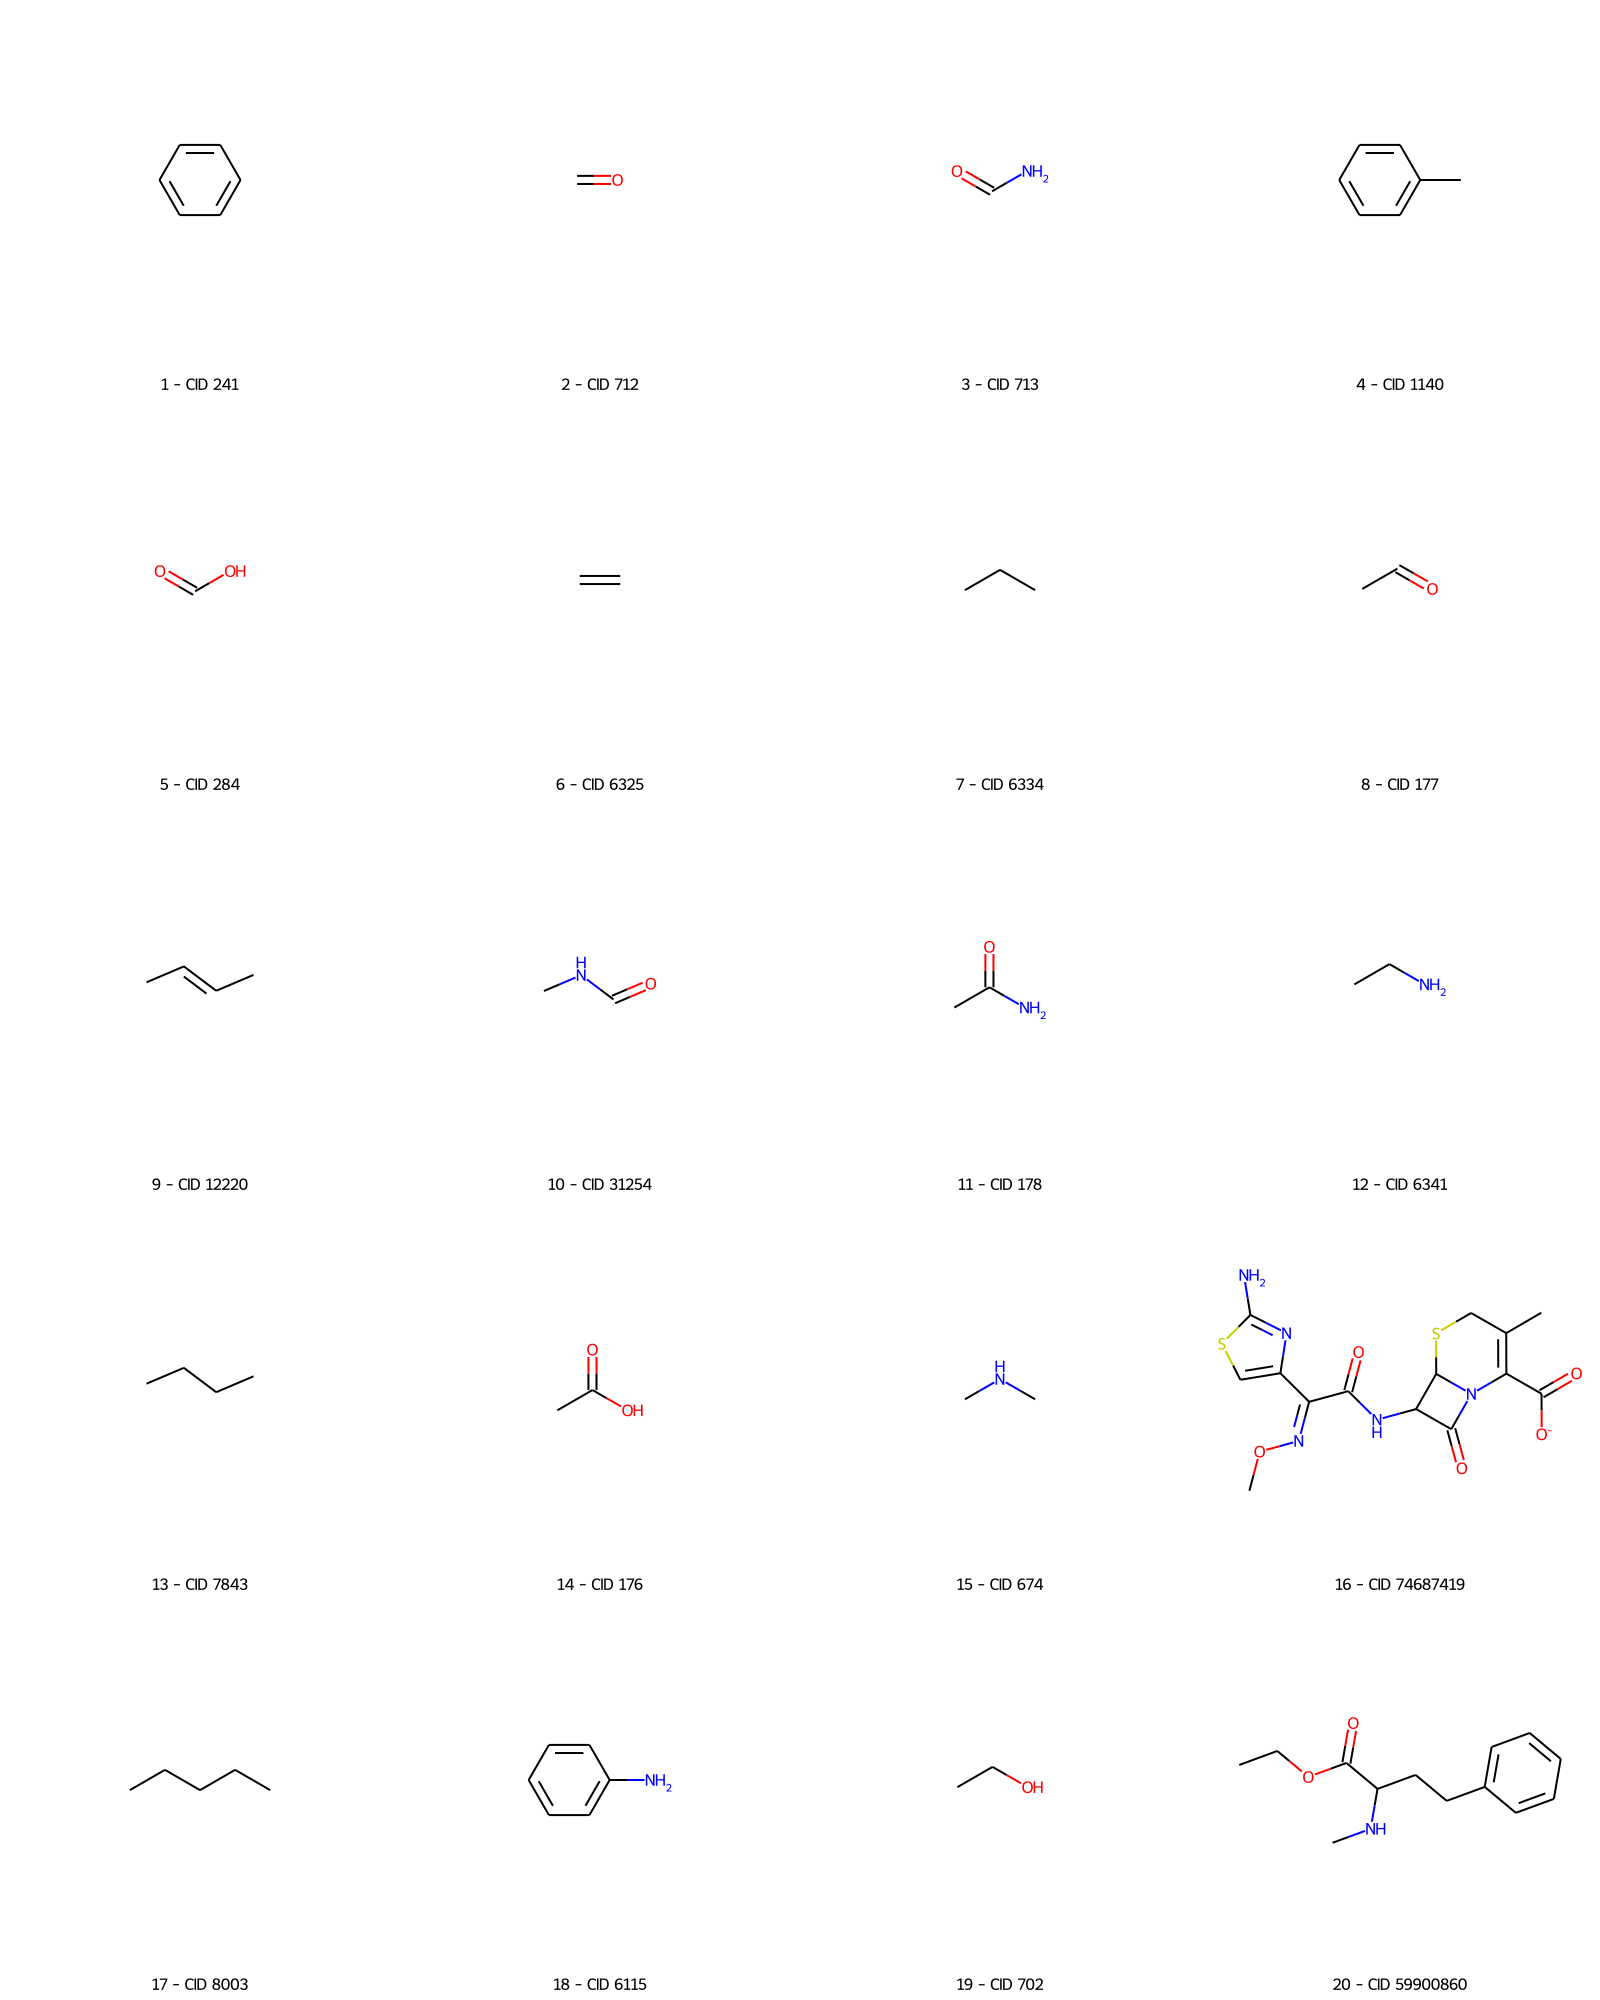 O
O
NH2
1 - CID 241
2 - CID 712
3 - CID 713
4 - CID 1140
O
OH
O
5 - CID 284
6 - CID 6325
7 - CID 6334
8 - CID 177
H
N
O
O
NH2
NH2
9 - CID 12220
10 - CID 31254
11 - CID 178
12 - CID 6341
O
OH
H
N
NH2
S
N
O
S
N
O
O-
O
N
H
N
O
13 - CID 7843
14 - CID 176
15 - CID 674
16 - CID 74687419
NH2
OH
O
O
NH
17 - CID 8003
18 - CID 6115
19 - CID 702
20 - CID 59900860